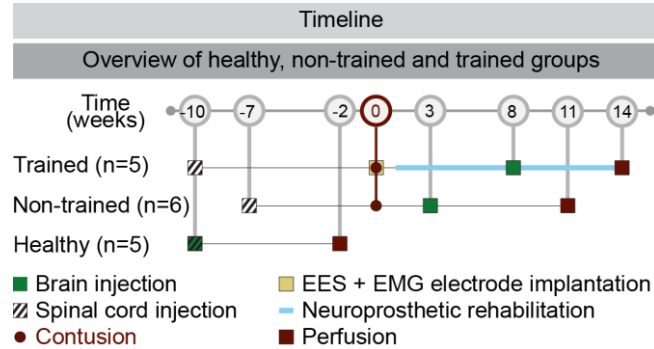 Timeline
Overview of healthy, non-trained and trained groups
Time
(weeks)
-10 -7 -2 0 3 8 11 14
Trained (n=5)
Non-trained (n=6)
Healthy (n=5)
Brain injection
EES + EMG electrode implantation
Spinal cord injection
Neuroprosthetic rehabilitation
Contusion
Perfusion